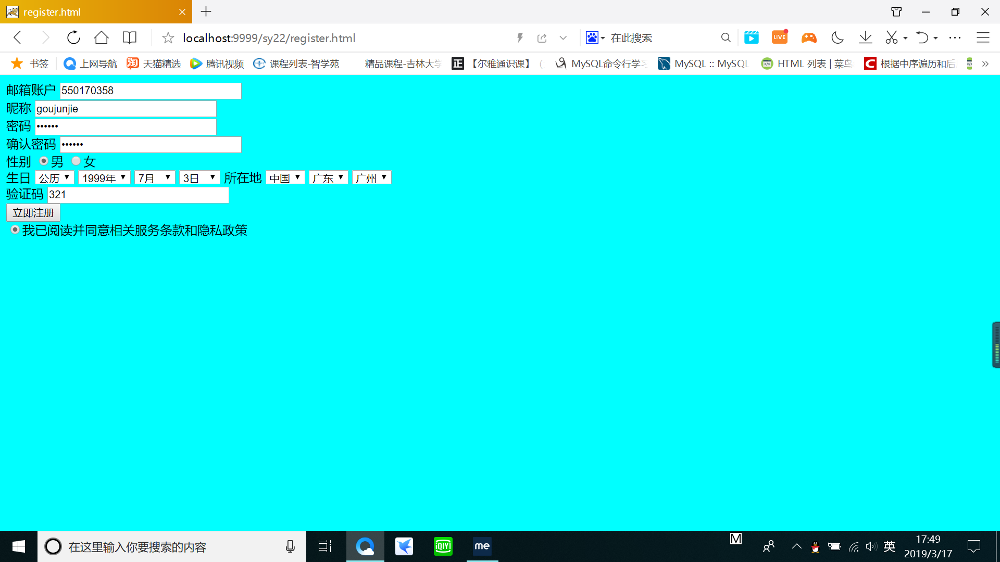 register.html
localhost:9999/sy22/register.html
在此搜索
LIVE
书签
上网导航
淘
天猫精选
腾讯视频
课程列表-智学苑
精品课程-吉林大学
正
【尔雅通识课】（
MySQL命令行学习
MySQL :: MySQL
HTML 列表 | 菜鸟
根据中序遍历和后
邮箱账户 550170358
昵称 goujunjie
密码 ••••••
确认密码 ••••••
性别 男 女
生日 公历 1999年 7月 3日 所在地 中国 广东 广州
验证码 321
立即注册
我已阅读并同意相关服务条款和隐私政策
在这里输入你要搜索的内容
iQIYI
me
M
英
17:49
2019/3/17